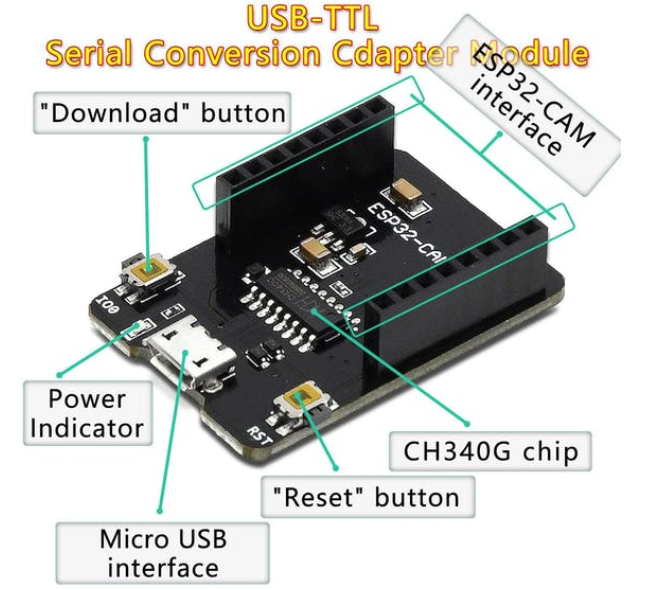 USB-TTL
Serial Conversion Cdapter Module
ESP32-CAM
interface
"Download" button
ESP32-CAM
IO0
Power
Indicator
RST
CH340G chip
"Reset" button
Micro USB
interface